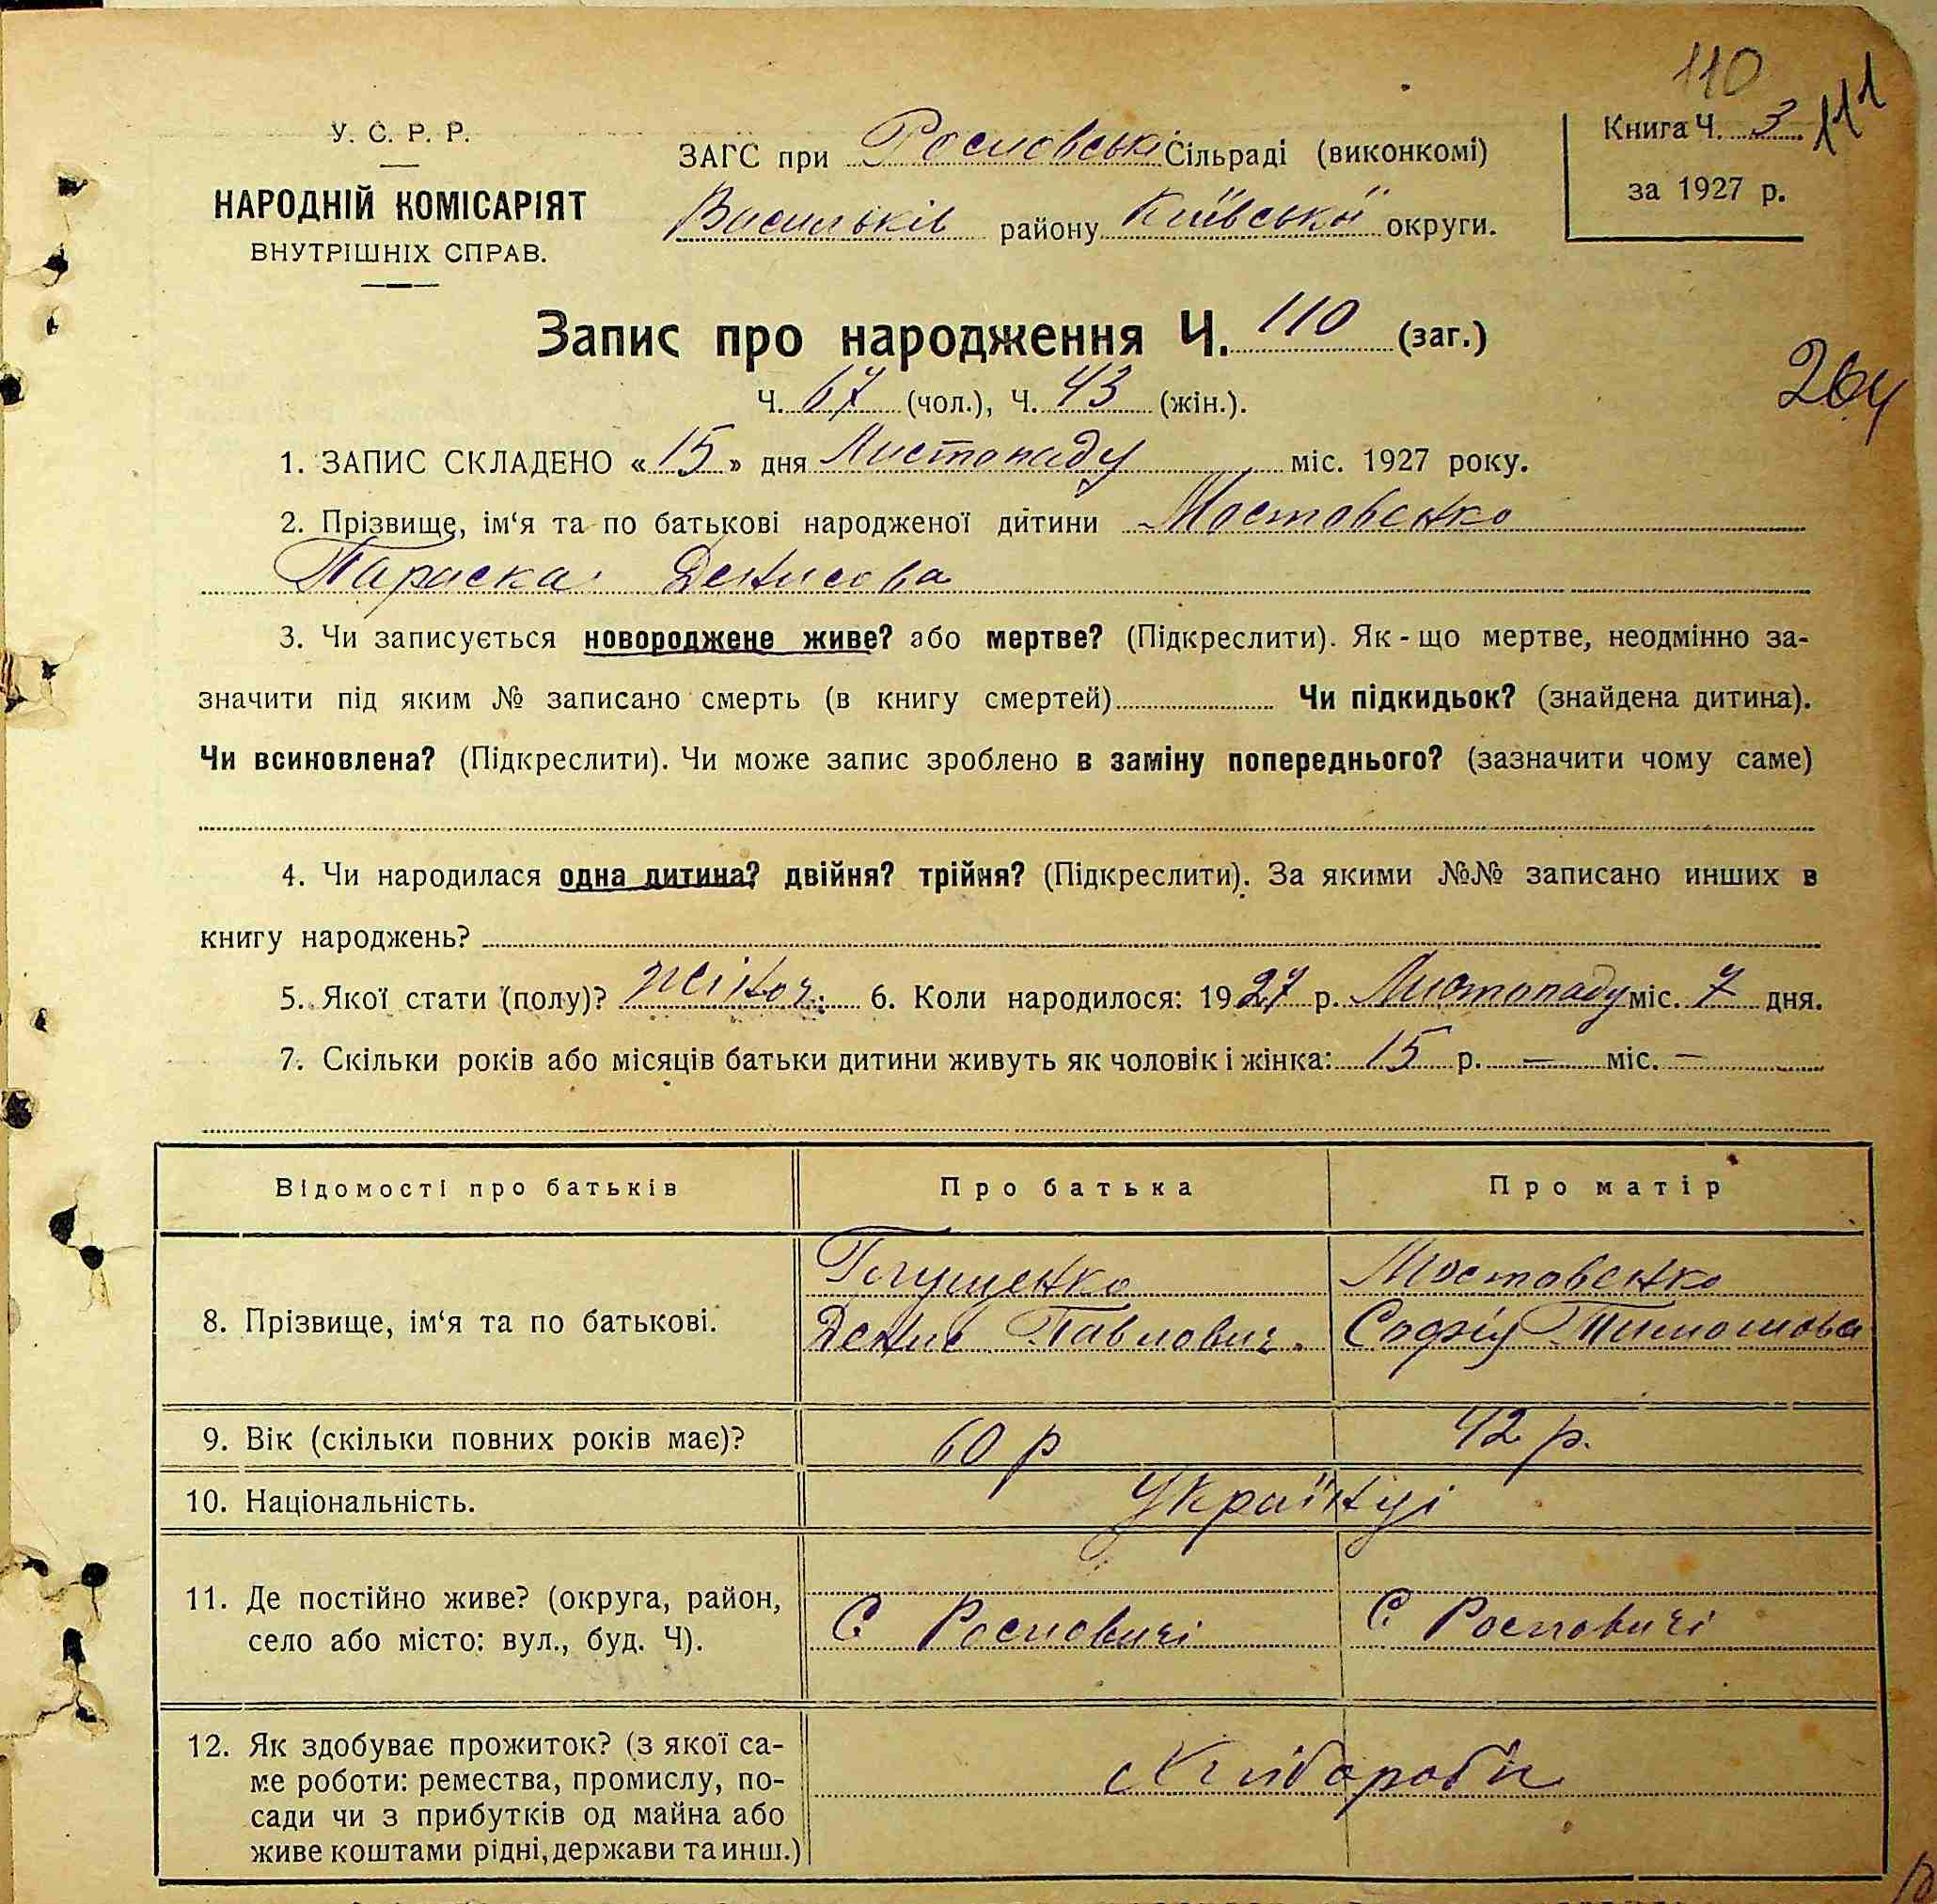 110
111
У. С. Р. Р.
НАРОДНІЙ КОМІСАРІЯТ
ВНУТРІШНІХ СПРАВ.
ЗАГС при Рославські Сільраді (виконкомі)
Васильків району Київської округи.
Книга Ч. 3
за 1927 р.
Запис про народження Ч. 110 (заг.)
Ч. 67 (чол.), Ч. 43 (жін.).
264
1. ЗАПИС СКЛАДЕНО «15» дня Листопаду міс. 1927 року.
2. Прізвище, ім‘я та по батькові народженої дитини Мостовенко
Параска Денисова
3. Чи записується новороджене живе? або мертве? (Підкреслити). Як-що мертве, неодмінно за-
значити під яким № записано смерть (в книгу смертей) Чи підкидьок? (знайдена дитина).
Чи всиновлена? (Підкреслити). Чи може запис зроблено в заміну попереднього? (зазначити чому саме)
4. Чи народилася одна дитина? двійня? трійня? (Підкреслити). За якими №№ записано инших в
книгу народжень?
5. Якої стати (полу)? жіноч. 6. Коли народилося: 1927 р. Листопаду міс. 7 дня.
7. Скільки років або місяців батьки дитини живуть як чоловік і жінка: 15 р. — міс. —
Відомості про батьків Про батька Про матір
8. Прізвище, ім‘я та по батькові.
Глущенко
Денис Павлович.
Мостовенко
Софія Тимошова
9. Вік (скільки повних років має)? 60 р 42 р.
10. Національність. Українці
11. Де постійно живе? (округа, район,
село або місто: вул., буд. Ч).
С Рославичі С Рославичі
12. Як здобуває прожиток? (з якої са-
ме роботи: ремества, промислу, по-
сади чи з прибутків од майна або
живе коштами рідні, держави та инш.)
Хлібороби